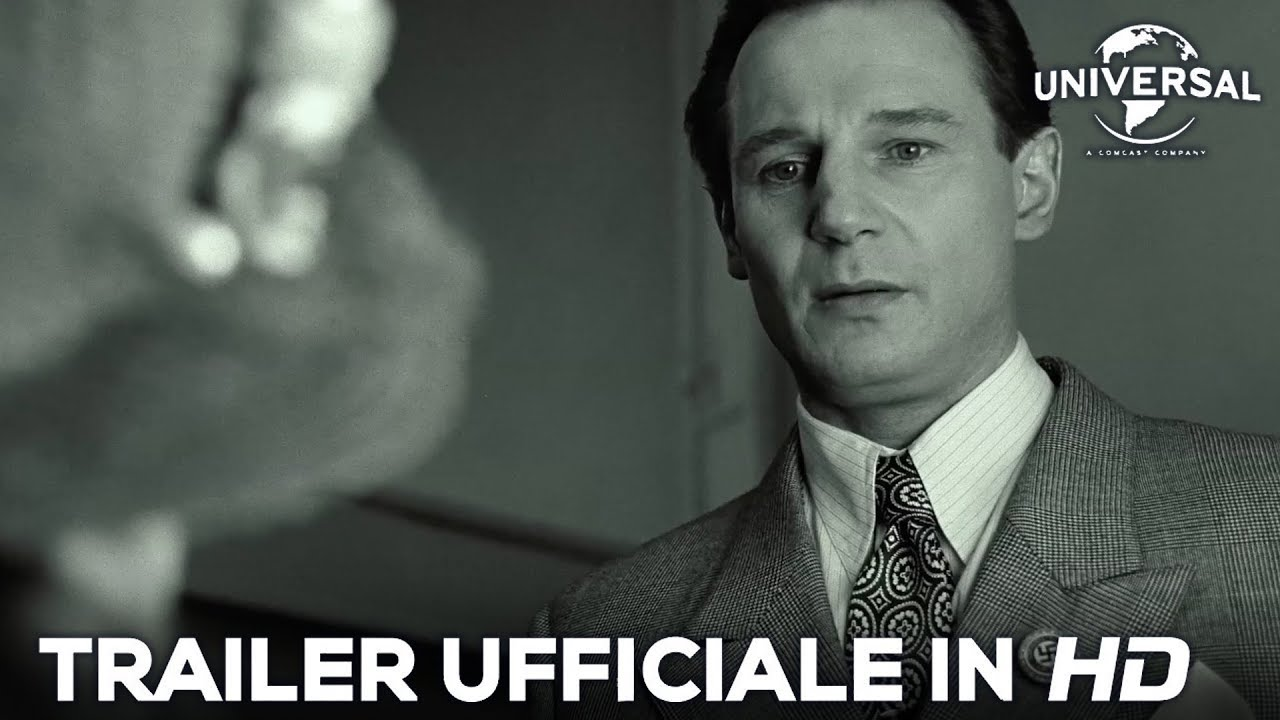 UNIVERSAL
A COMCAST COMPANY
TRAILER UFFICIALE IN HD